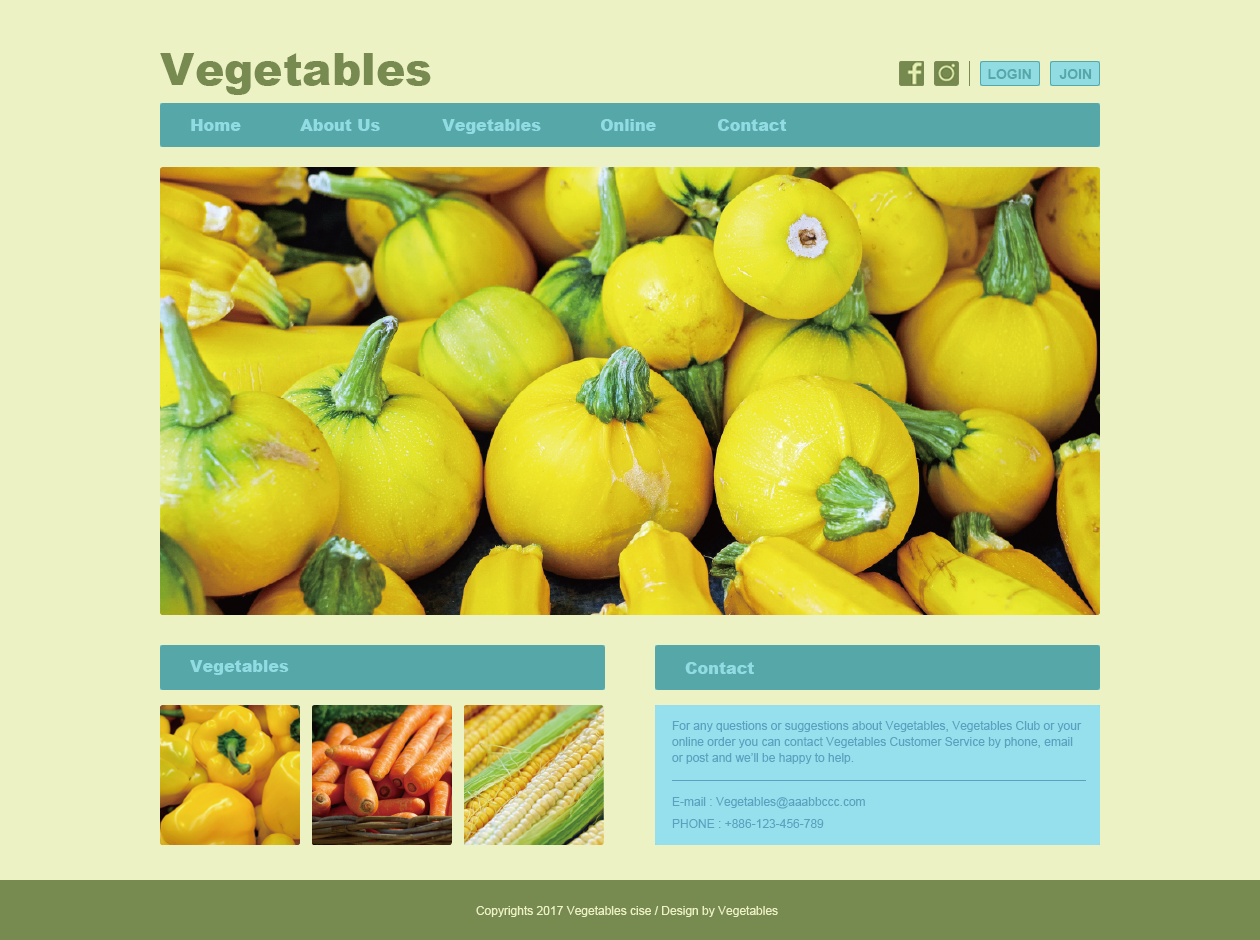 Vegetables
LOGIN
JOIN
Home
About Us
Vegetables
Online
Contact
Vegetables
Contact
For any questions or suggestions about Vegetables, Vegetables Club or your
online order you can contact Vegetables Customer Service by phone, email
or post and we'll be happy to help.
E-mail : Vegetables@aaabbccc.com
PHONE : +886-123-456-789
Copyrights 2017 Vegetables cise / Design by Vegetables